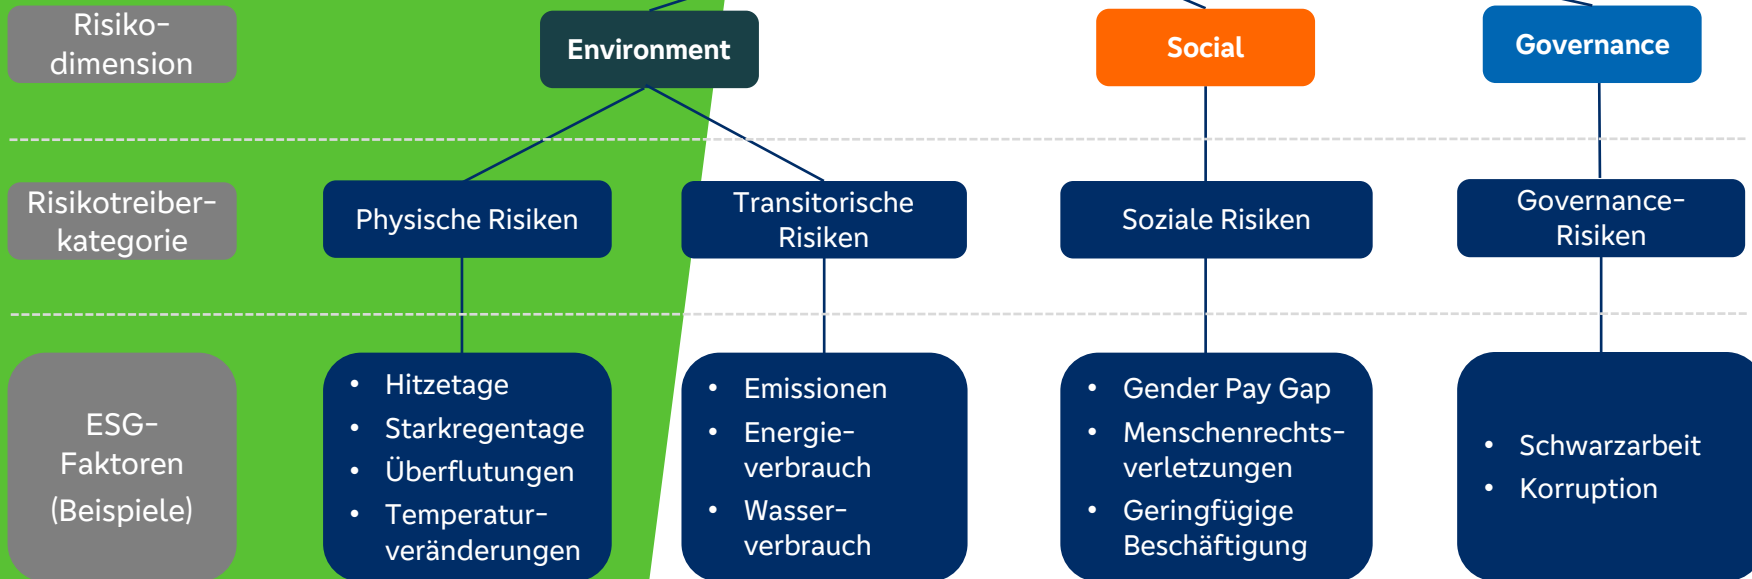 Risiko-
dimension
Environment
Social
Governance
Risikotreiber-
kategorie
Physische Risiken
Transitorische
Risiken
Soziale Risiken
Governance-
Risiken
ESG-
Faktoren
(Beispiele)
• Hitzetage
• Starkregentage
• Überflutungen
• Temperatur-
veränderungen
• Emissionen
• Energie-
verbrauch
• Wasser-
verbrauch
• Gender Pay Gap
• Menschenrechts-
verletzungen
• Geringfügige
Beschäftigung
• Schwarzarbeit
• Korruption